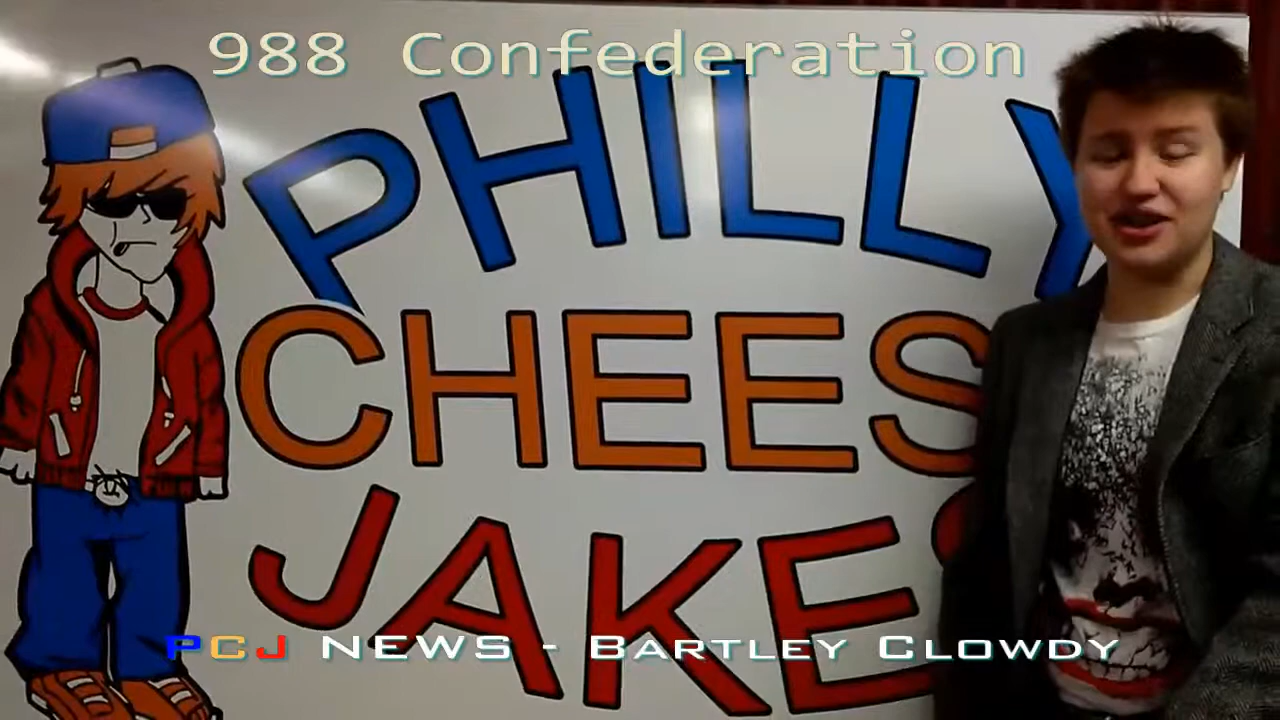 988 Confederation
PHILLY
CHEES
JAKES
PCJ NEWS - Bartley Clowdy